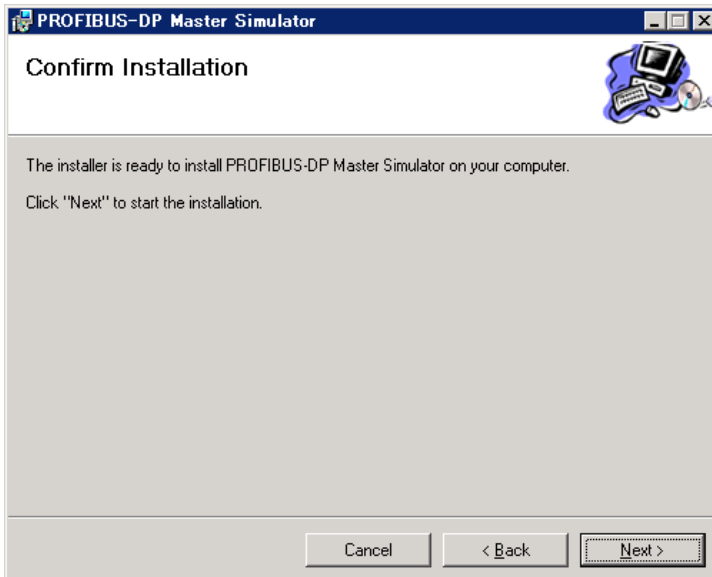 PROFIBUS-DP Master Simulator
Confirm Installation
The installer is ready to install PROFIBUS-DP Master Simulator on your computer.
Click "Next" to start the installation.
Cancel
< Back
Next >